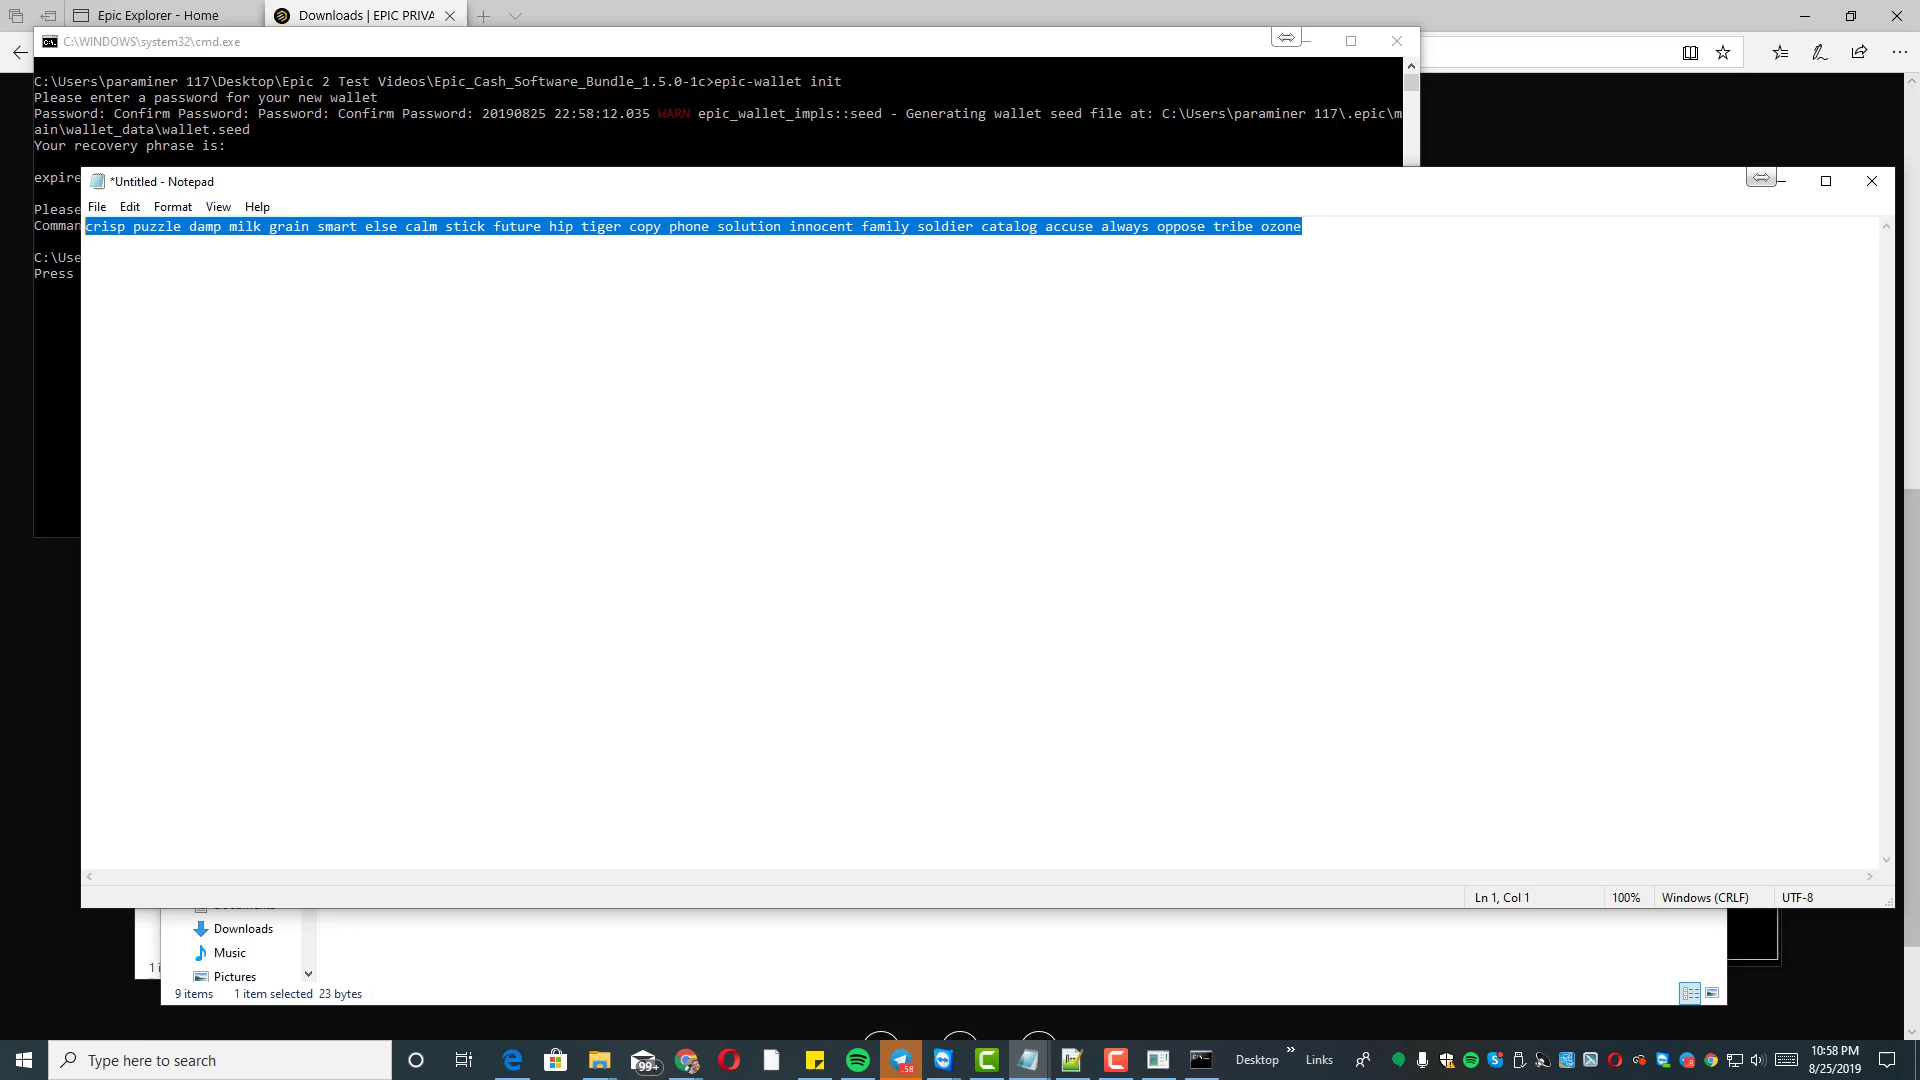 Epic Explorer - Home
Downloads | EPIC PRIVA
C:\WINDOWS\system32\cmd.exe
C:\Users\paraminer 117\Desktop\Epic 2 Test Videos\Epic_Cash_Software_Bundle_1.5.0-1c>epic-wallet init
Please enter a password for your new wallet
Password: Confirm Password: Password: Confirm Password: 20190825 22:58:12.035 WARN epic_wallet_impls::seed - Generating wallet seed file at: C:\Users\paraminer 117\.epic\m
ain\wallet_data\wallet.seed
Your recovery phrase is:
expire
Please
Comman
C:\Use
Press
*Untitled - Notepad
File Edit Format View Help
crisp puzzle damp milk grain smart else calm stick future hip tiger copy phone solution innocent family soldier catalog accuse always oppose tribe ozone
Ln 1, Col 1
100%
Windows (CRLF)
UTF-8
Downloads
Music
Pictures
9 items 1 item selected 23 bytes
Type here to search
99+
.58
Desktop
Links
10:58 PM
8/25/2019